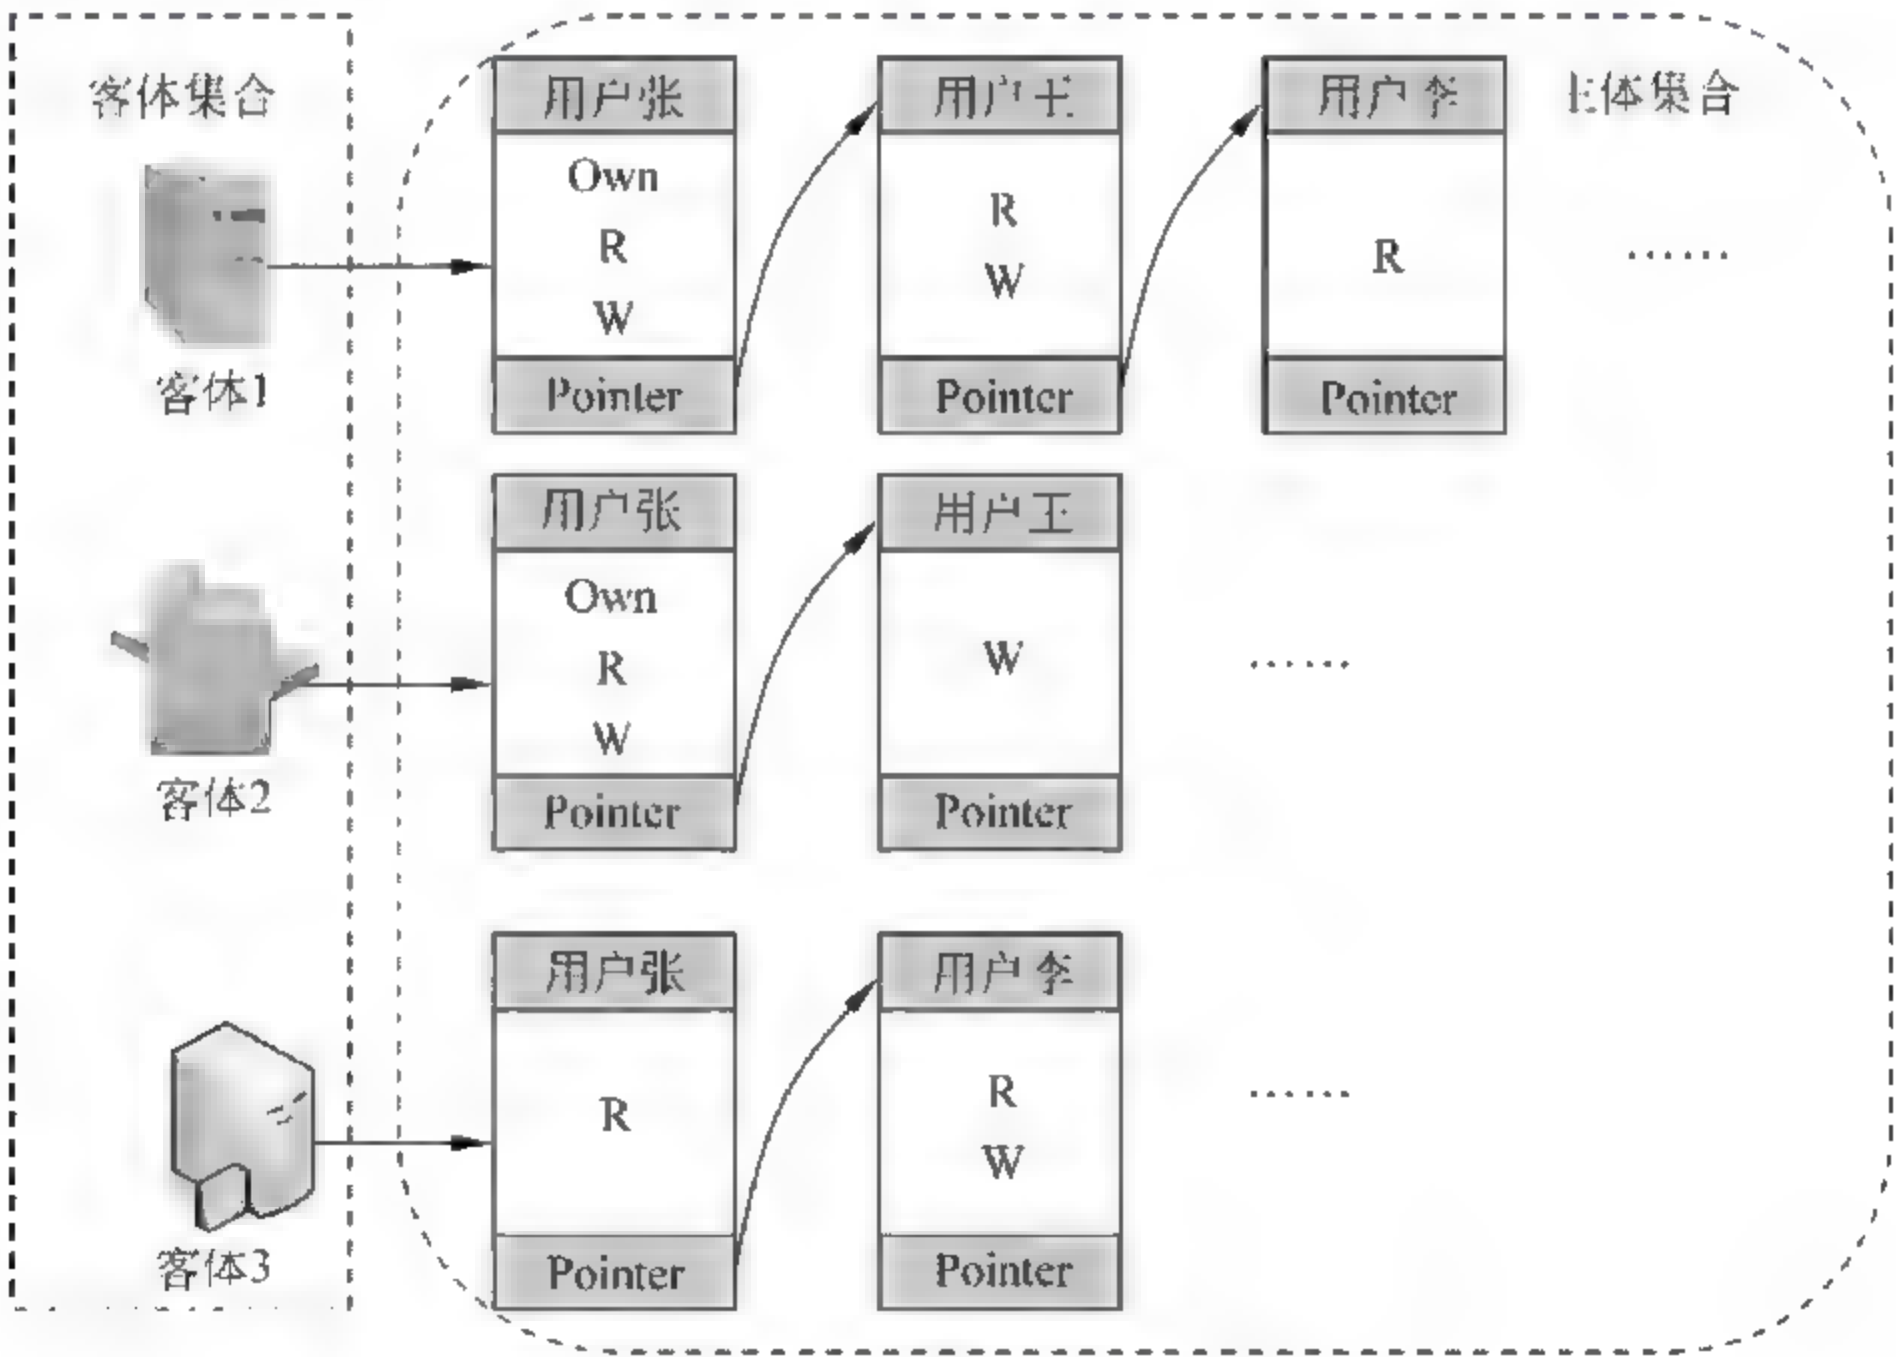 客体集合
用户张
用户王
用户李
主体集合
Own
R
W
R
W
R
……
Pointer
Pointer
Pointer
客体1
用户张
用户王
Own
R
W
W
……
Pointer
Pointer
客体2
用户张
用户李
R
R
W
……
Pointer
Pointer
客体3